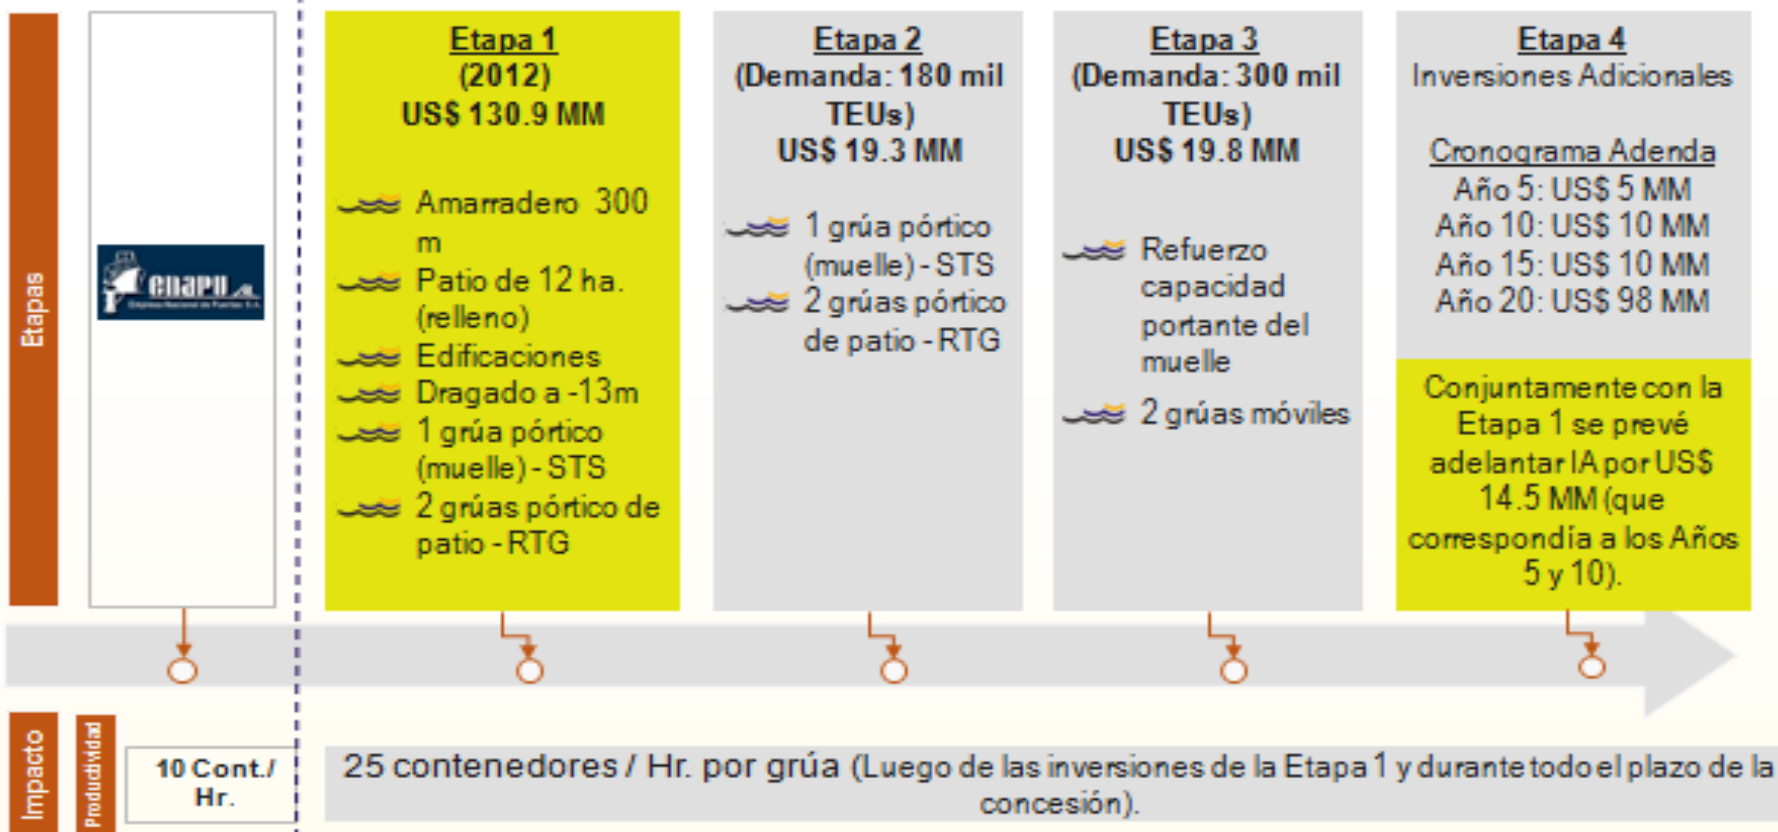 Etapas
enapu
Empresa Nacional de Puertos S.A.
Etapa 1
(2012)
US$ 130.9 MM
Amarradero 300
m
Patio de 12 ha.
(relleno)
Edificaciones
Dragado a -13m
1 grúa pórtico
(muelle) - STS
2 grúas pórtico de
patio - RTG
Etapa 2
(Demanda: 180 mil
TEUs)
US$ 19.3 MM
1 grúa pórtico
(muelle) - STS
2 grúas pórtico
de patio - RTG
Etapa 3
(Demanda: 300 mil
TEUs)
US$ 19.8 MM
Refuerzo
capacidad
portante del
muelle
2 grúas móviles
Etapa 4
Inversiones Adicionales
Cronograma Adenda
Año 5: US$ 5 MM
Año 10: US$ 10 MM
Año 15: US$ 10 MM
Año 20: US$ 98 MM
Conjuntamente con la
Etapa 1 se prevé
adelantar IA por US$
14.5 MM (que
correspondía a los Años
5 y 10).
Impacto
Productividad
10 Cont./
Hr.
25 contenedores / Hr. por grúa (Luego de las inversiones de la Etapa 1 y durante todo el plazo de la
concesión).